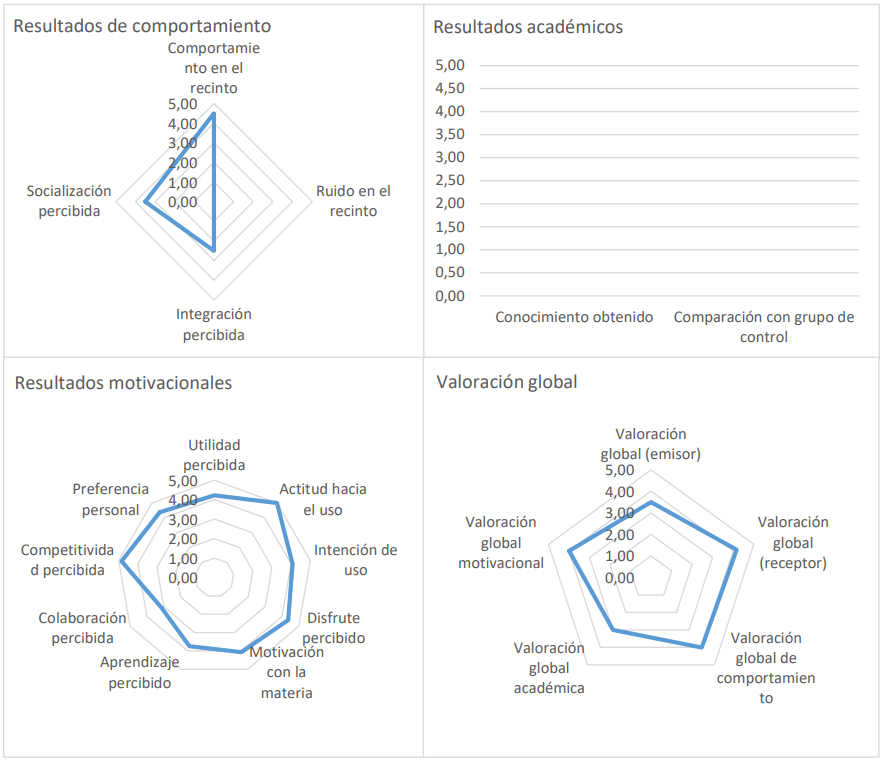 Resultados de comportamiento
Comportamie
nto en el
recinto
5,00
4,00
3,00
2,00
1,00
0,00
Socialización
percibida
Ruido en el
recinto
Integración
percibida
Resultados académicos
5,00
4,50
4,00
3,50
3,00
2,50
2,00
1,50
1,00
0,50
0,00
Conocimiento obtenido
Comparación con grupo de
control
Resultados motivacionales
Utilidad
percibida
5,00
4,00
3,00
2,00
1,00
0,00
Actitud hacia
el uso
Intención de
uso
Disfrute
percibido
Motivación
con la
materia
Aprendizaje
percibido
Colaboración
percibida
Competitivida
d percibida
Preferencia
personal
Valoración global
Valoración
global (emisor)
5,00
4,00
3,00
2,00
1,00
0,00
Valoración
global
(receptor)
Valoración
global de
comportamien
to
Valoración
global
académica
Valoración
global
motivacional